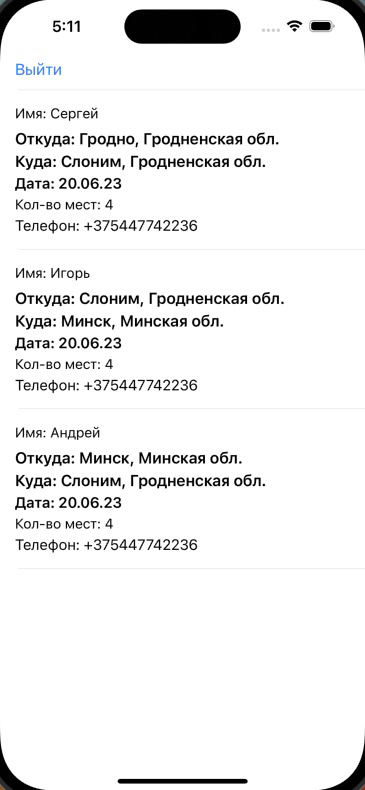 5:11
Выйти
Имя: Сергей
Откуда: Гродно, Гродненская обл.
Куда: Слоним, Гродненская обл.
Дата: 20.06.23
Кол-во мест: 4
Телефон: +375447742236
Имя: Игорь
Откуда: Слоним, Гродненская обл.
Куда: Минск, Минская обл.
Дата: 20.06.23
Кол-во мест: 4
Телефон: +375447742236
Имя: Андрей
Откуда: Минск, Минская обл.
Куда: Слоним, Гродненская обл.
Дата: 20.06.23
Кол-во мест: 4
Телефон: +375447742236